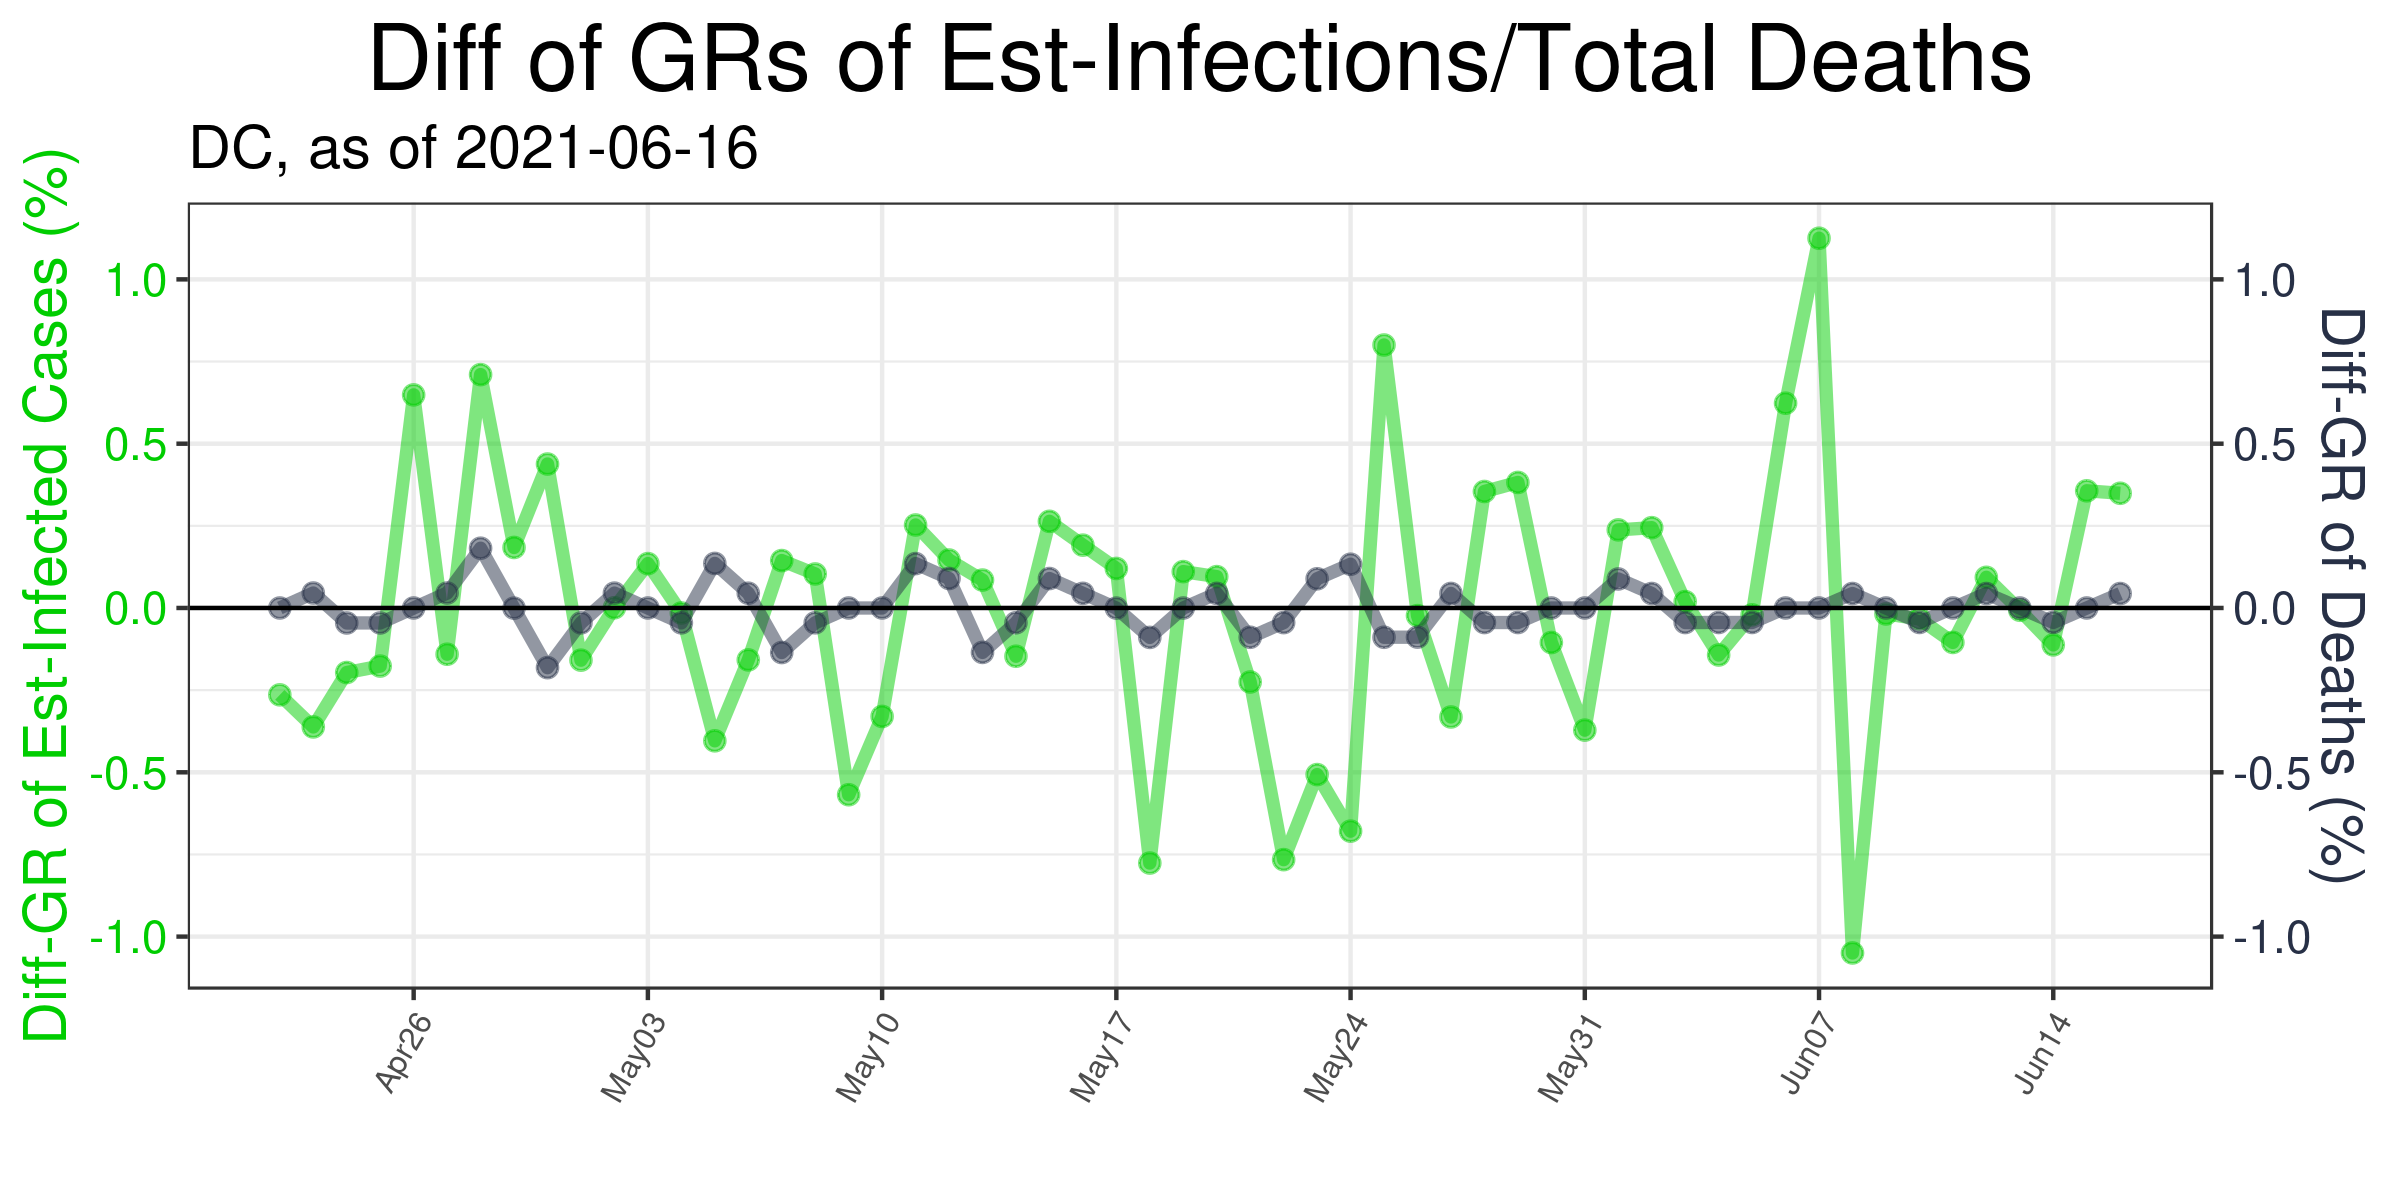 Diff of GRs of Est-Infections/Total Deaths
DC, as of 2021-06-16
Diff-GR of Est-Infected Cases (%)
1.0
0.5
0.0
-0.5
-1.0
1.0
0.5
0.0
-0.5
-1.0
Diff-GR of Deaths (%)
Apr26
May03
May10
May17
May24
May31
Jun07
Jun14